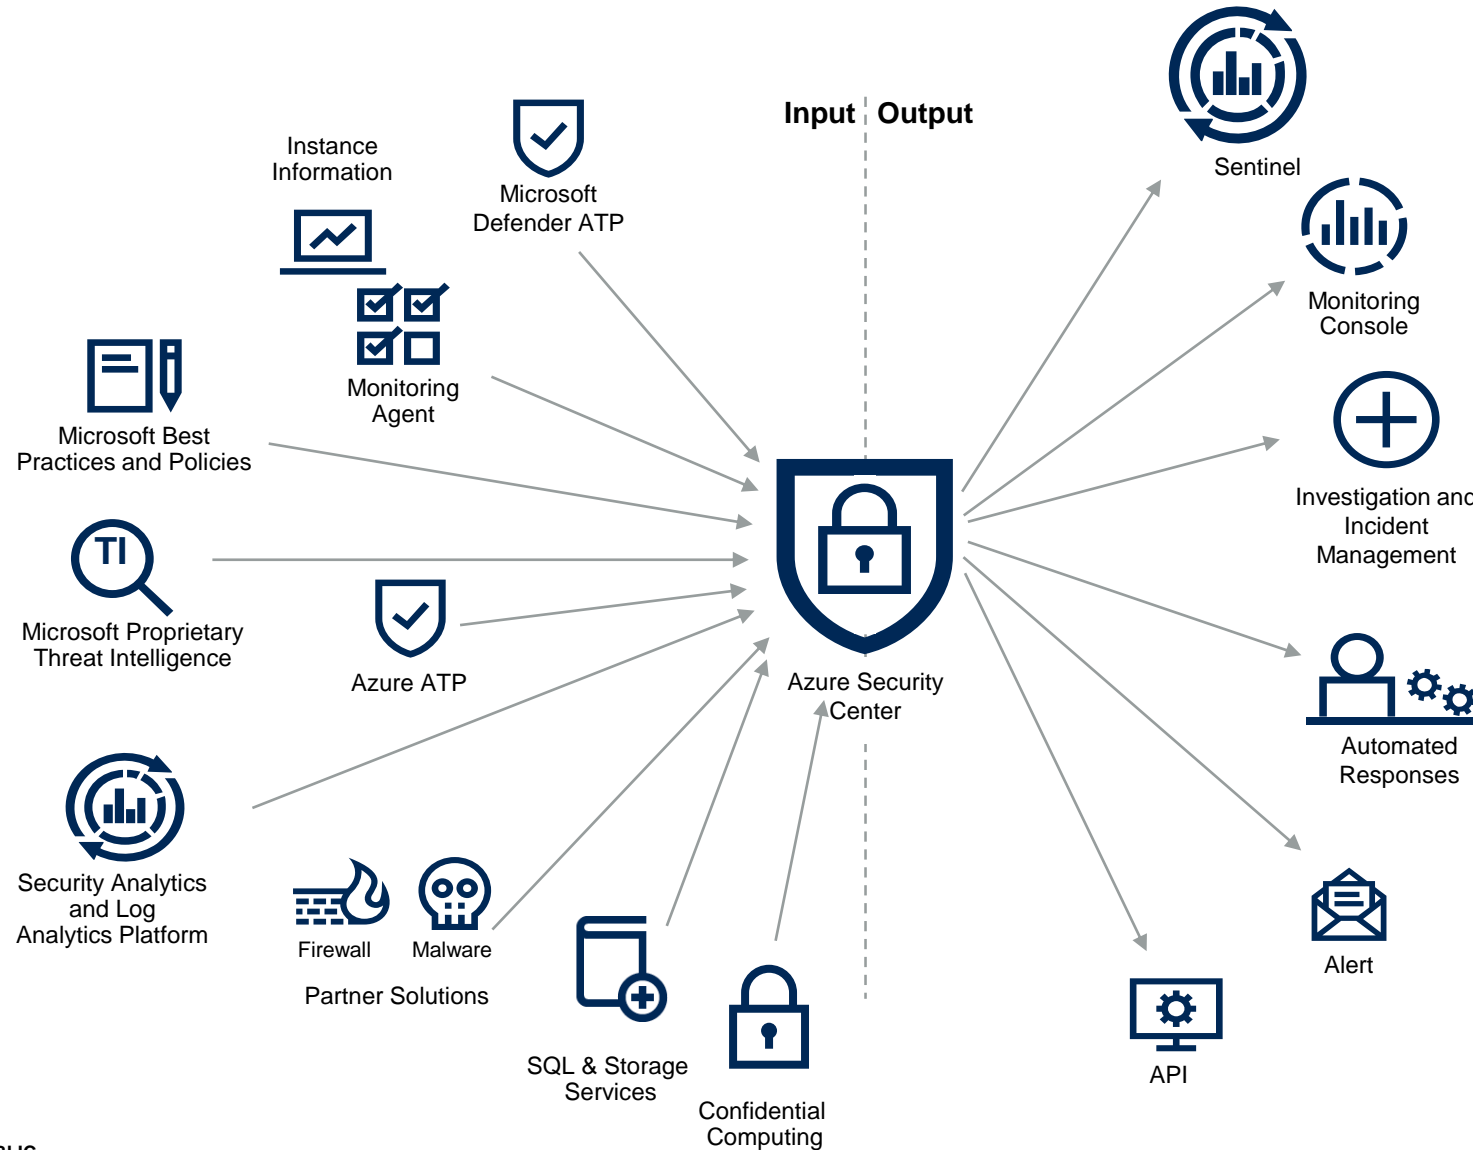 Input
Output
Sentinel
Instance
Information
Microsoft
Defender ATP
Monitoring
Console
Monitoring
Agent
Microsoft Best
Practices and Policies
Investigation and
Incident
Management
TI
Microsoft Proprietary
Threat Intelligence
Azure ATP
Azure Security
Center
Automated
Responses
Security Analytics
and Log
Analytics Platform
Firewall
Malware
Partner Solutions
Alert
SQL & Storage
Services
API
Confidential
Computing